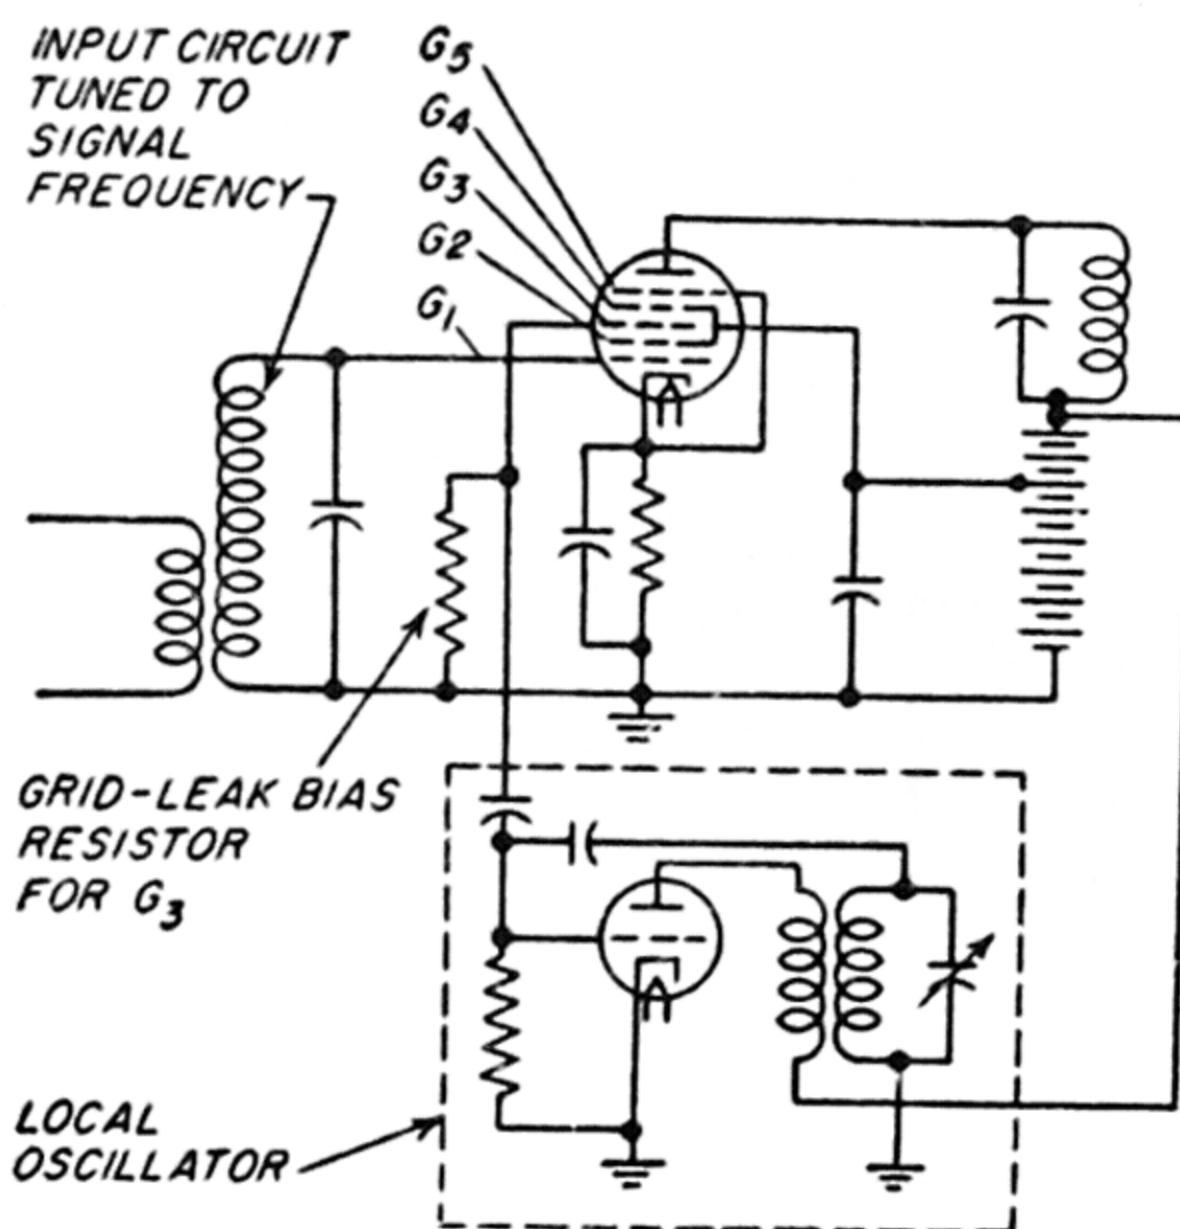 INPUT CIRCUIT
TUNED TO
SIGNAL
FREQUENCY
G5
G4
G3
G2
G1
GRID-LEAK BIAS
RESISTOR
FOR G3
LOCAL
OSCILLATOR